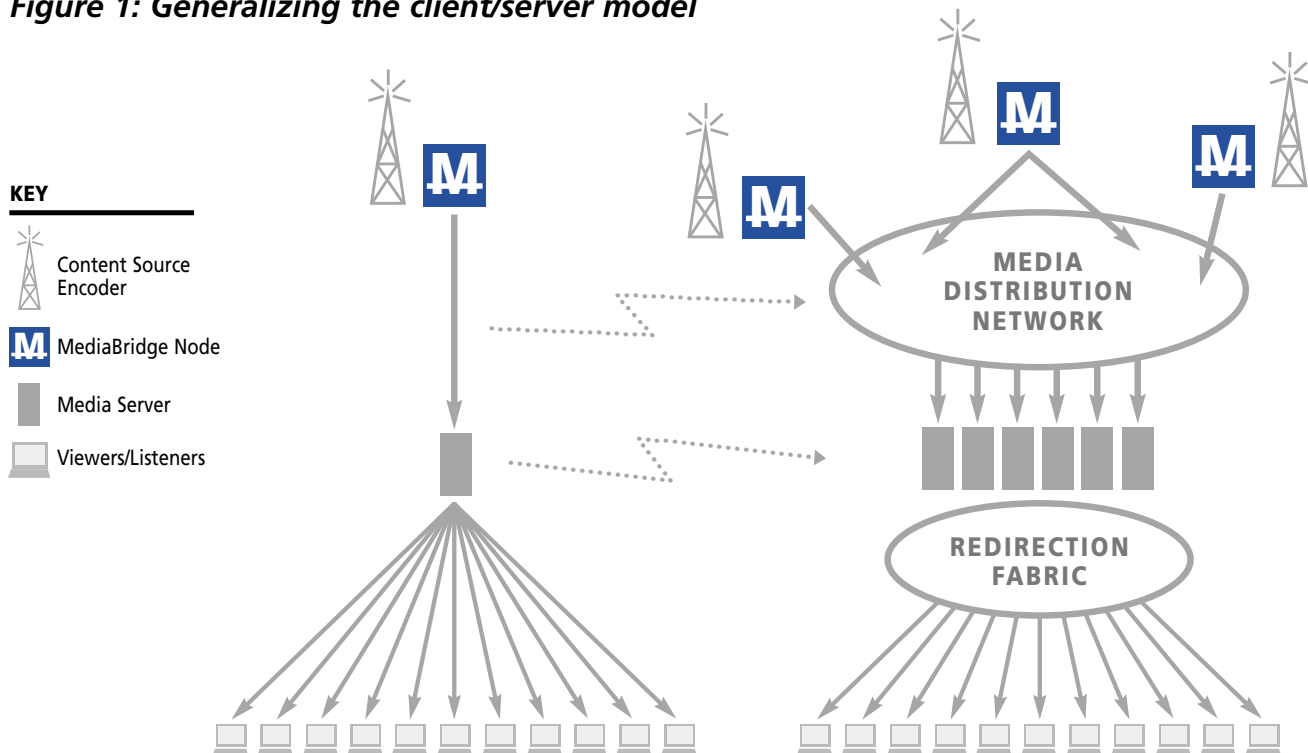 Figure 1: Generalizing the client/server model
M
M
M
M
KEY
Content Source
Encoder
M
MediaBridge Node
Media Server
Viewers/Listeners
MEDIA
DISTRIBUTION
NETWORK
REDIRECTION
FABRIC